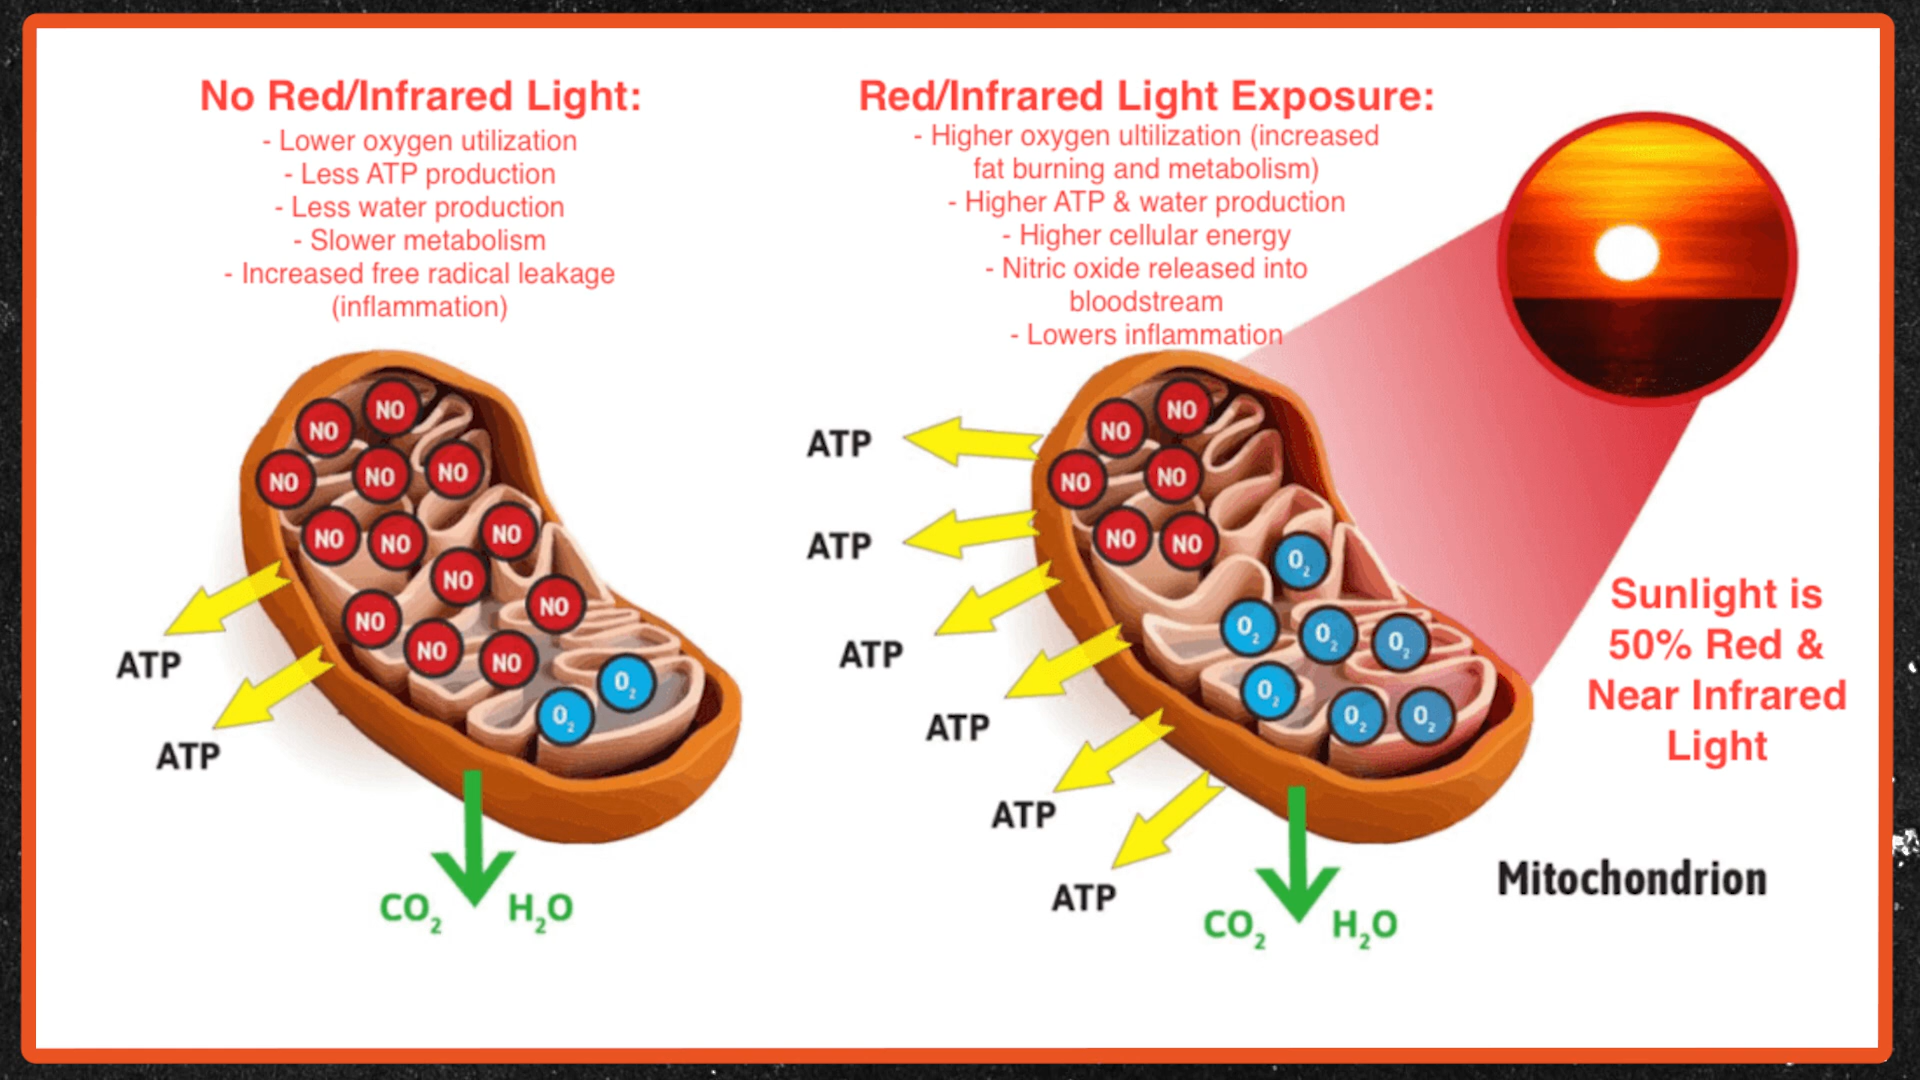 No Red/Infrared Light:
- Lower oxygen utilization
- Less ATP production
- Less water production
- Slower metabolism
- Increased free radical leakage
(inflammation)
Red/Infrared Light Exposure:
- Higher oxygen ultilization (increased
fat burning and metabolism)
- Higher ATP & water production
- Higher cellular energy
- Nitric oxide released into
bloodstream
- Lowers inflammation
NO
NO
NO
NO
NO
NO
NO
NO
NO
NO
NO
NO
NO
O₂
O₂
ATP
ATP
CO₂ H₂O
NO
NO
NO
NO
NO
NO
O₂
O₂
O₂
O₂
O₂
O₂
O₂
ATP
ATP
ATP
ATP
ATP
ATP
CO₂ H₂O
Sunlight is
50% Red &
Near Infrared
Light
Mitochondrion